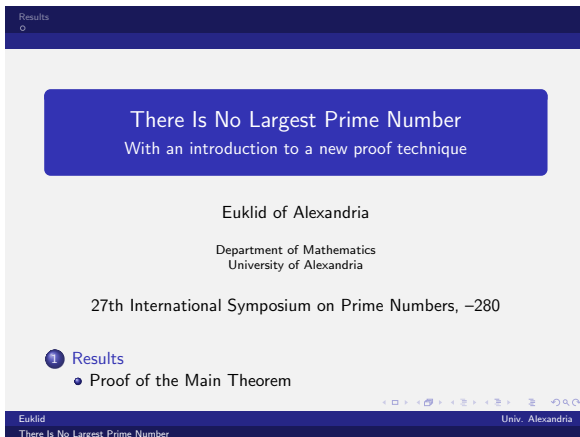 Results
There Is No Largest Prime Number
With an introduction to a new proof technique
Euklid of Alexandria
Department of Mathematics
University of Alexandria
27th International Symposium on Prime Numbers, –280
1 Results
Proof of the Main Theorem
Euklid Univ. Alexandria
There Is No Largest Prime Number